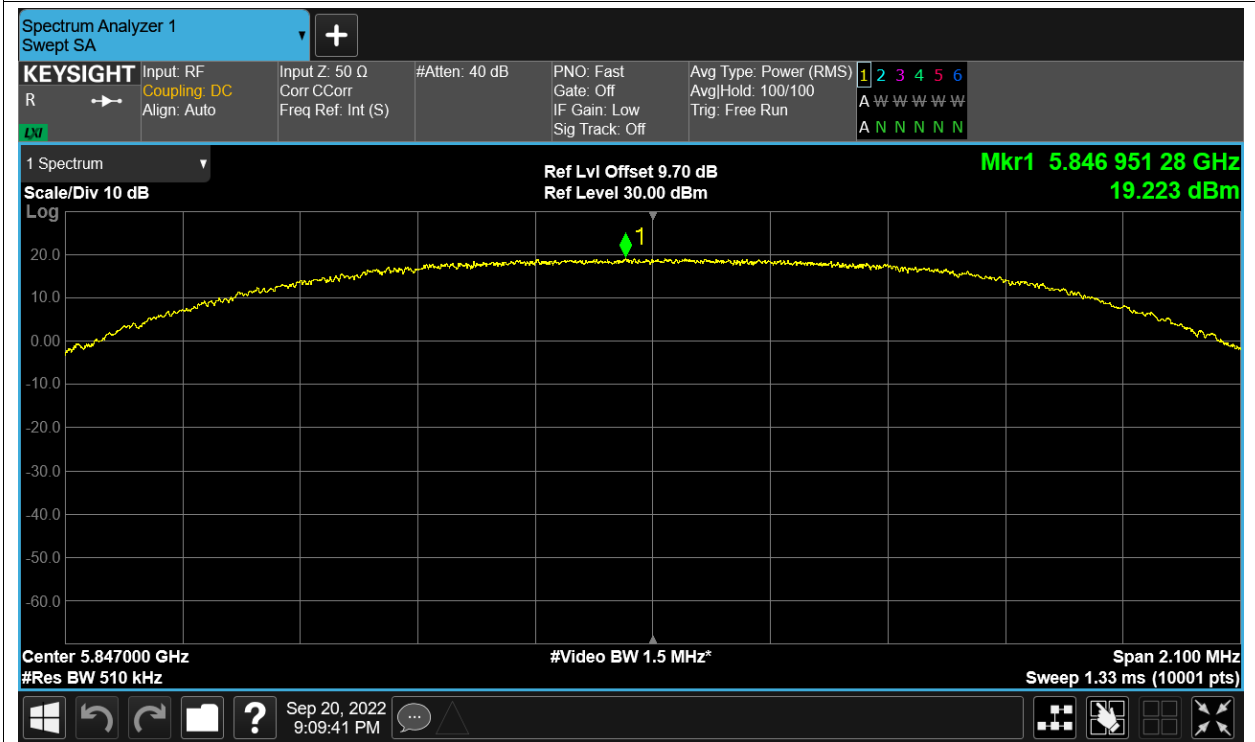 Spectrum Analyzer 1
Swept SA
+
KEYSIGHT
R
LXI
Input: RF
Coupling: DC
Align: Auto
Input Z: 50 Ω
Corr CCorr
Freq Ref: Int (S)
#Atten: 40 dB
PNO: Fast
Gate: Off
IF Gain: Low
Sig Track: Off
Avg Type: Power (RMS)
Avg|Hold: 100/100
Trig: Free Run
1 2 3 4 5 6
A W W W W W
A N N N N N
1 Spectrum
Scale/Div 10 dB
Log
Ref Lvl Offset 9.70 dB
Ref Level 30.00 dBm
Mkr1 5.846 951 28 GHz
19.223 dBm
1
20.0
10.0
0.00
-10.0
-20.0
-30.0
-40.0
-50.0
-60.0
Center 5.847000 GHz
#Res BW 510 kHz
#Video BW 1.5 MHz*
Span 2.100 MHz
Sweep 1.33 ms (10001 pts)
?
Sep 20, 2022
9:09:41 PM